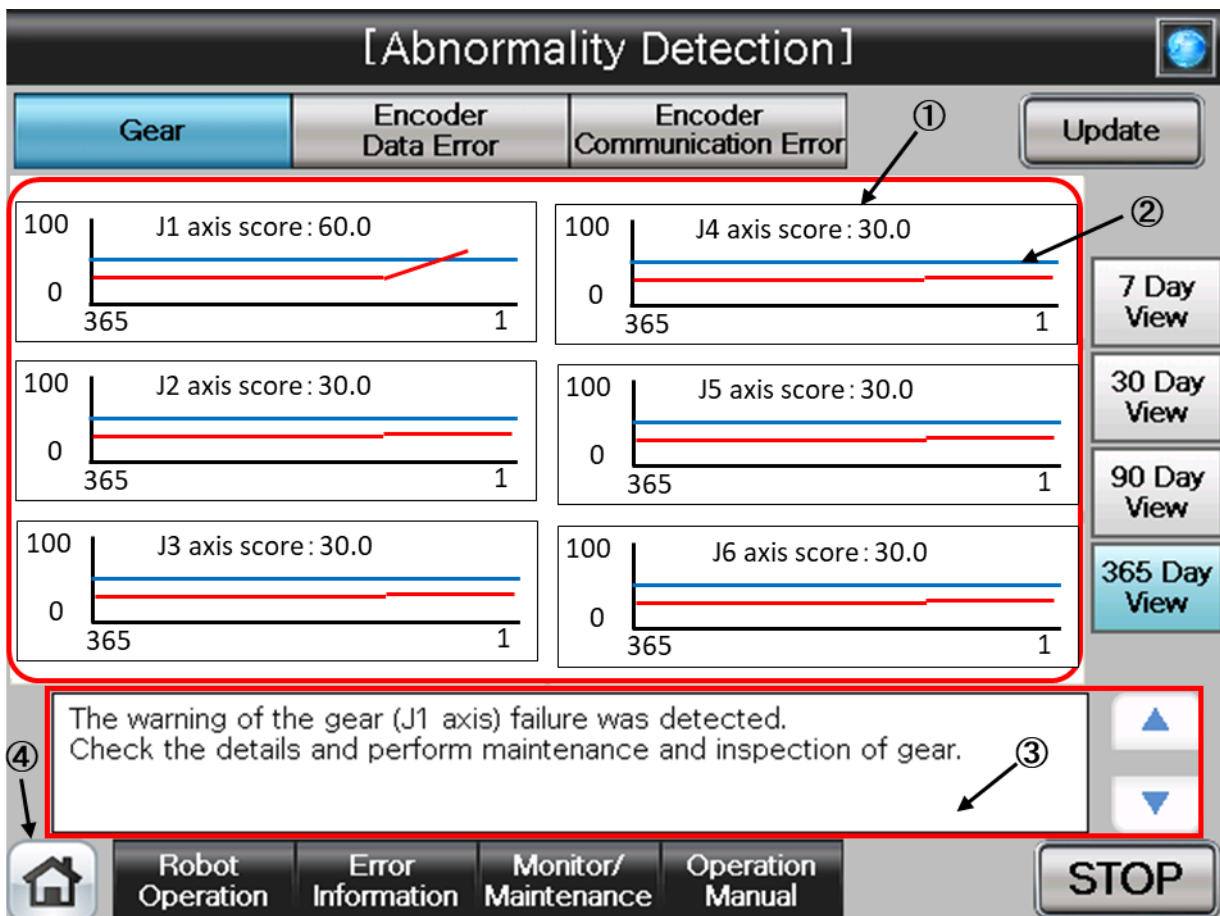 [Abnormality Detection]
Gear
Encoder
Data Error
Encoder
Communication Error
①
Update
②
100
J1 axis score:60.0
0
365
1
100
J4 axis score:30.0
0
365
1
7 Day
View
100
J2 axis score:30.0
0
365
1
100
J5 axis score:30.0
0
365
1
30 Day
View
90 Day
View
100
J3 axis score:30.0
0
365
1
100
J6 axis score:30.0
0
365
1
365 Day
View
The warning of the gear (J1 axis) failure was detected.
Check the details and perform maintenance and inspection of gear.
③
④
Robot
Operation
Error
Information
Monitor/
Maintenance
Operation
Manual
STOP